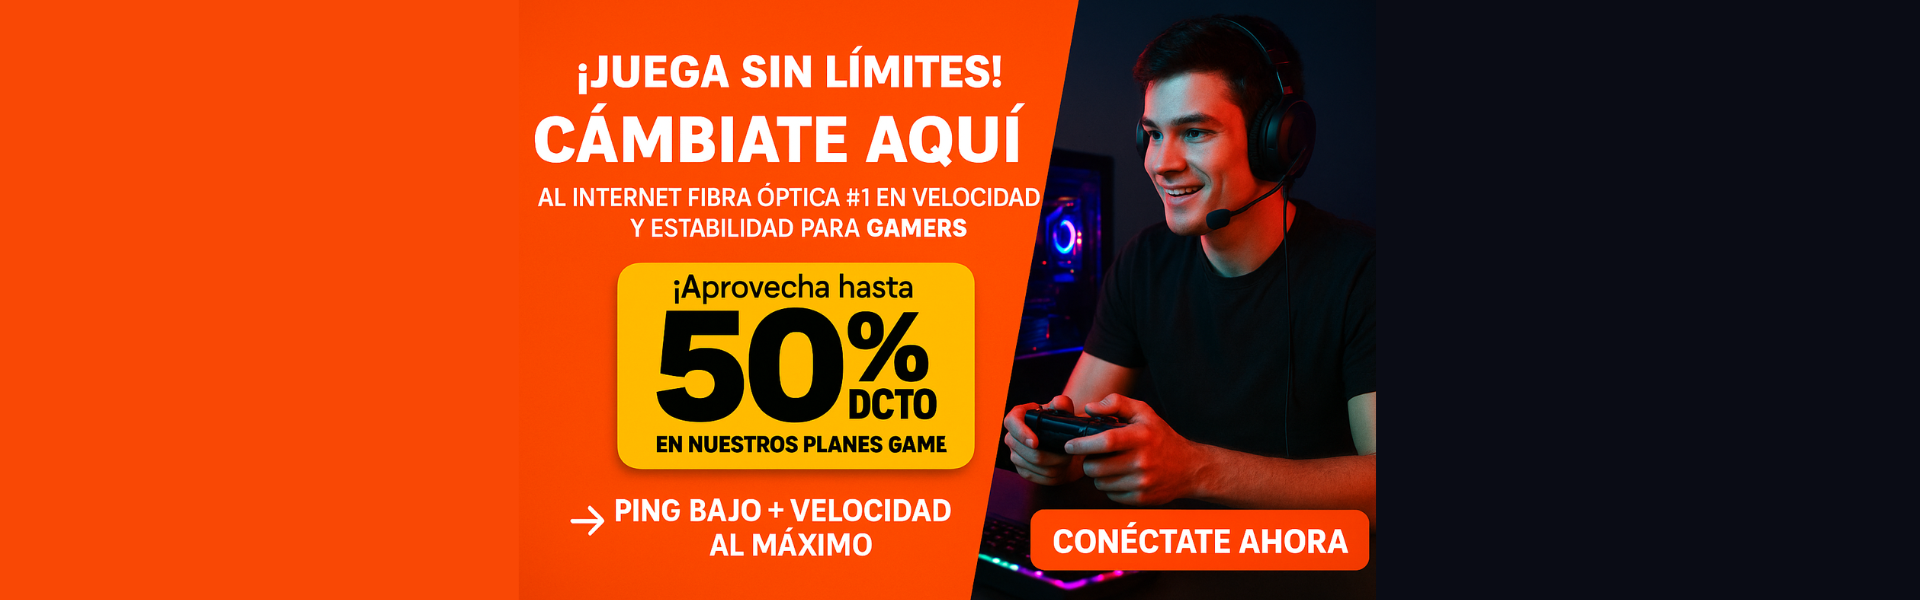 ¡JUEGA SIN LÍMITES!
CÁMBIATE AQUÍ
AL INTERNET FIBRA ÓPTICA #1 EN VELOCIDAD
Y ESTABILIDAD PARA GAMERS
¡Aprovecha hasta
50% DCTO
EN NUESTROS PLANES GAME
→ PING BAJO + VELOCIDAD
AL MÁXIMO
CONÉCTATE AHORA